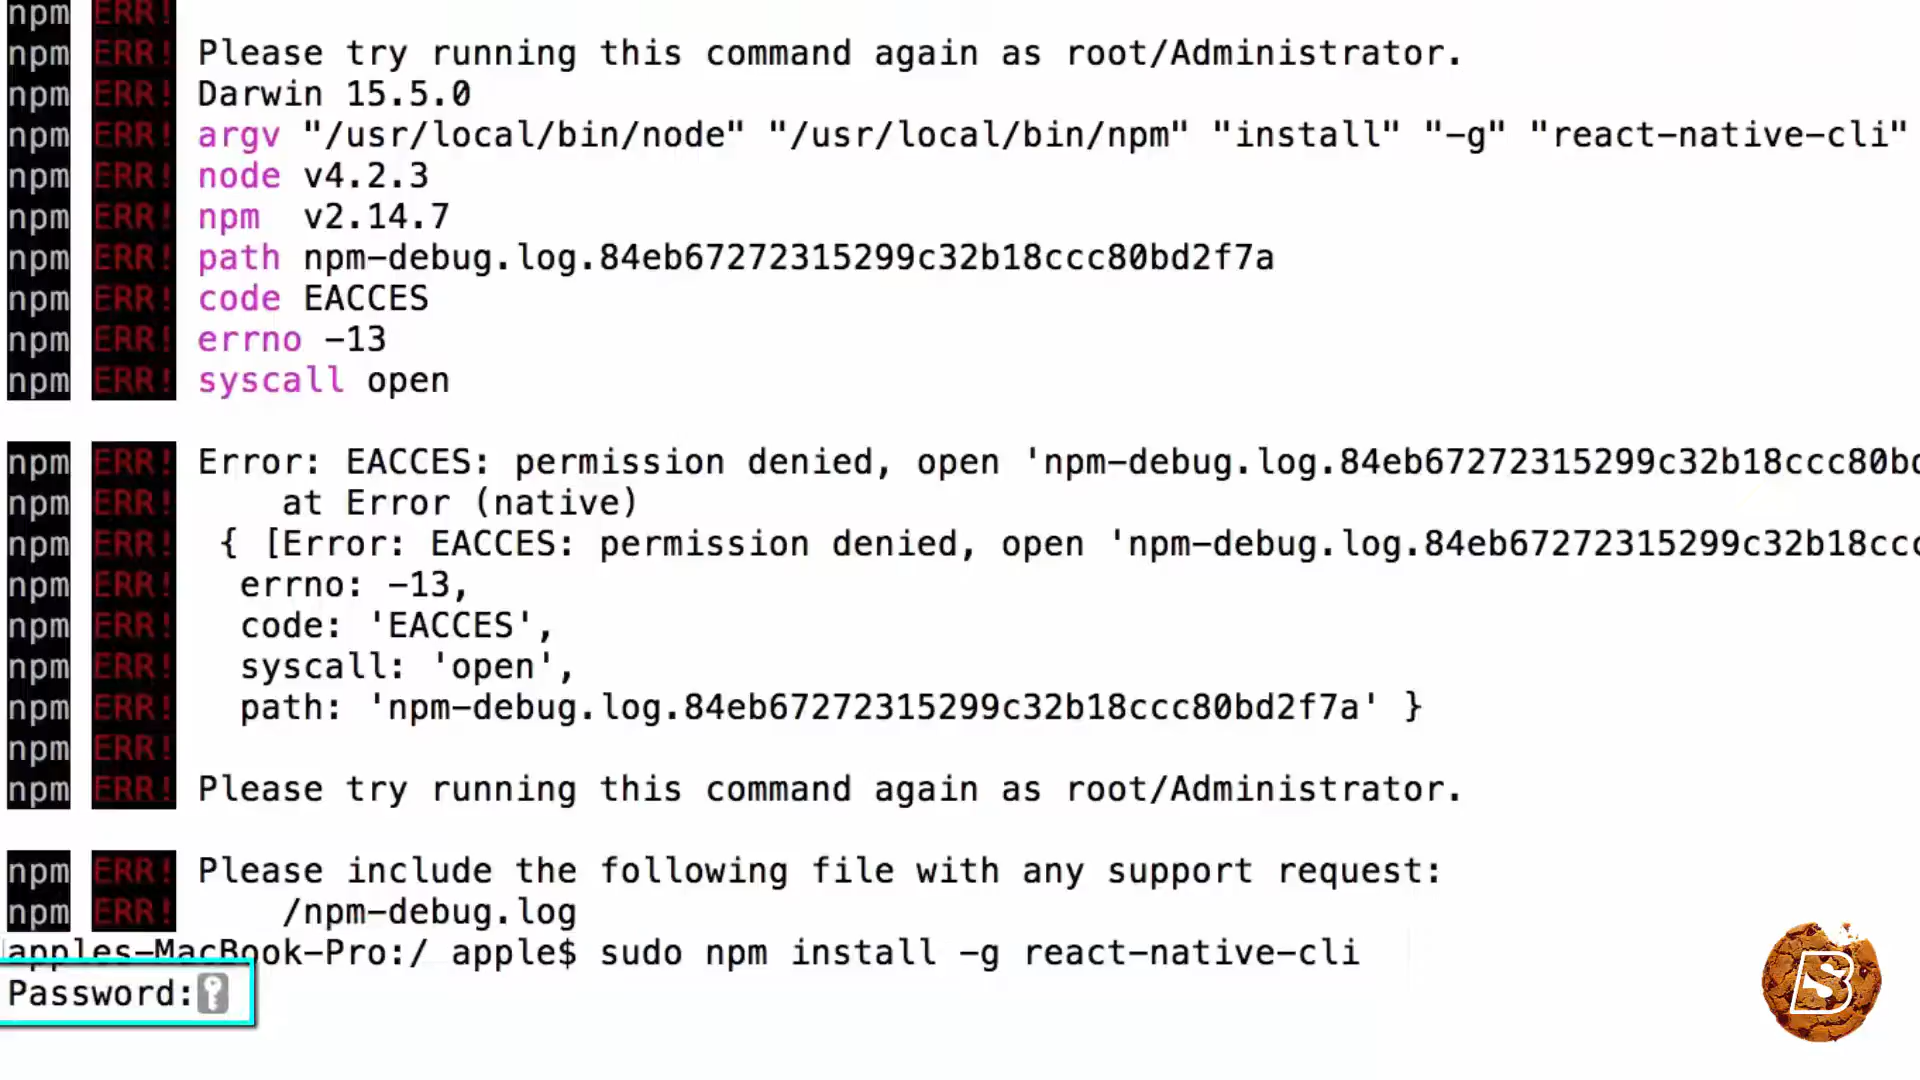 npm ERR!
npm ERR! Please try running this command again as root/Administrator.
npm ERR! Darwin 15.5.0
npm ERR! argv "/usr/local/bin/node" "/usr/local/bin/npm" "install" "-g" "react-native-cli"
npm ERR! node v4.2.3
npm ERR! npm  v2.14.7
npm ERR! path npm-debug.log.84eb67272315299c32b18ccc80bd2f7a
npm ERR! code EACCES
npm ERR! errno -13
npm ERR! syscall open
npm ERR! Error: EACCES: permission denied, open 'npm-debug.log.84eb67272315299c32b18ccc80bd
npm ERR!     at Error (native)
npm ERR!  { [Error: EACCES: permission denied, open 'npm-debug.log.84eb67272315299c32b18ccc
npm ERR!   errno: -13,
npm ERR!   code: 'EACCES',
npm ERR!   syscall: 'open',
npm ERR!   path: 'npm-debug.log.84eb67272315299c32b18ccc80bd2f7a' }
npm ERR!
npm ERR! Please try running this command again as root/Administrator.
npm ERR! Please include the following file with any support request:
npm ERR!     /npm-debug.log
apples-MacBook-Pro:/ apple$ sudo npm install -g react-native-cli
Password: